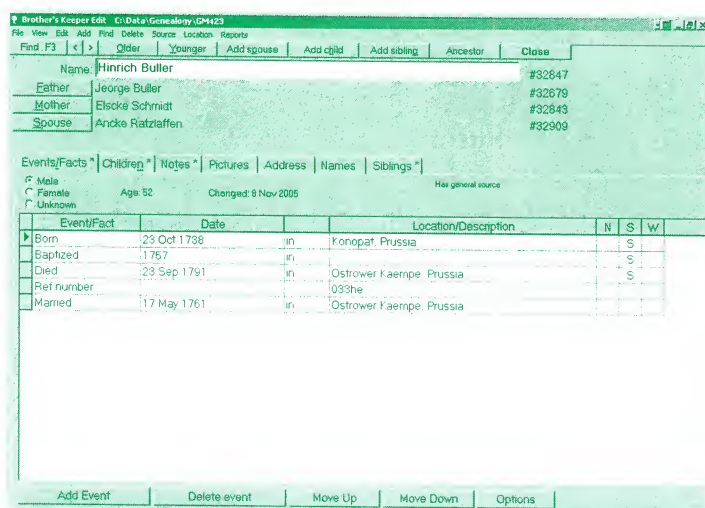 Brother's Keeper Edit C:\Data\Genealogy\GM423
File View Edit Add Find Delete Source Location Reports
Find F3 < > Older Younger Add spouse Add child Add sibling Ancestor Close
Name: Hinrich Buller #32847
Father Jeorge Buller #32679
Mother Elscke Schmidt #32843
Spouse Ancke Ratzlaffen #32909
Events/Facts * Children * Notes * Pictures Address Names Siblings *
Male
Female Age: 52 Changed: 8 Nov 2005 Has general source
Unknown
Event/Fact Date Location/Description N S W
Born 23 Oct 1738 in Konopat, Prussia S
Baptized 1757 in S
Died 23 Sep 1791 in Ostrower Kaempe, Prussia S
Ref number 033he
Married 17 May 1761 in Ostrower Kaempe, Prussia
Add Event Delete event Move Up Move Down Options